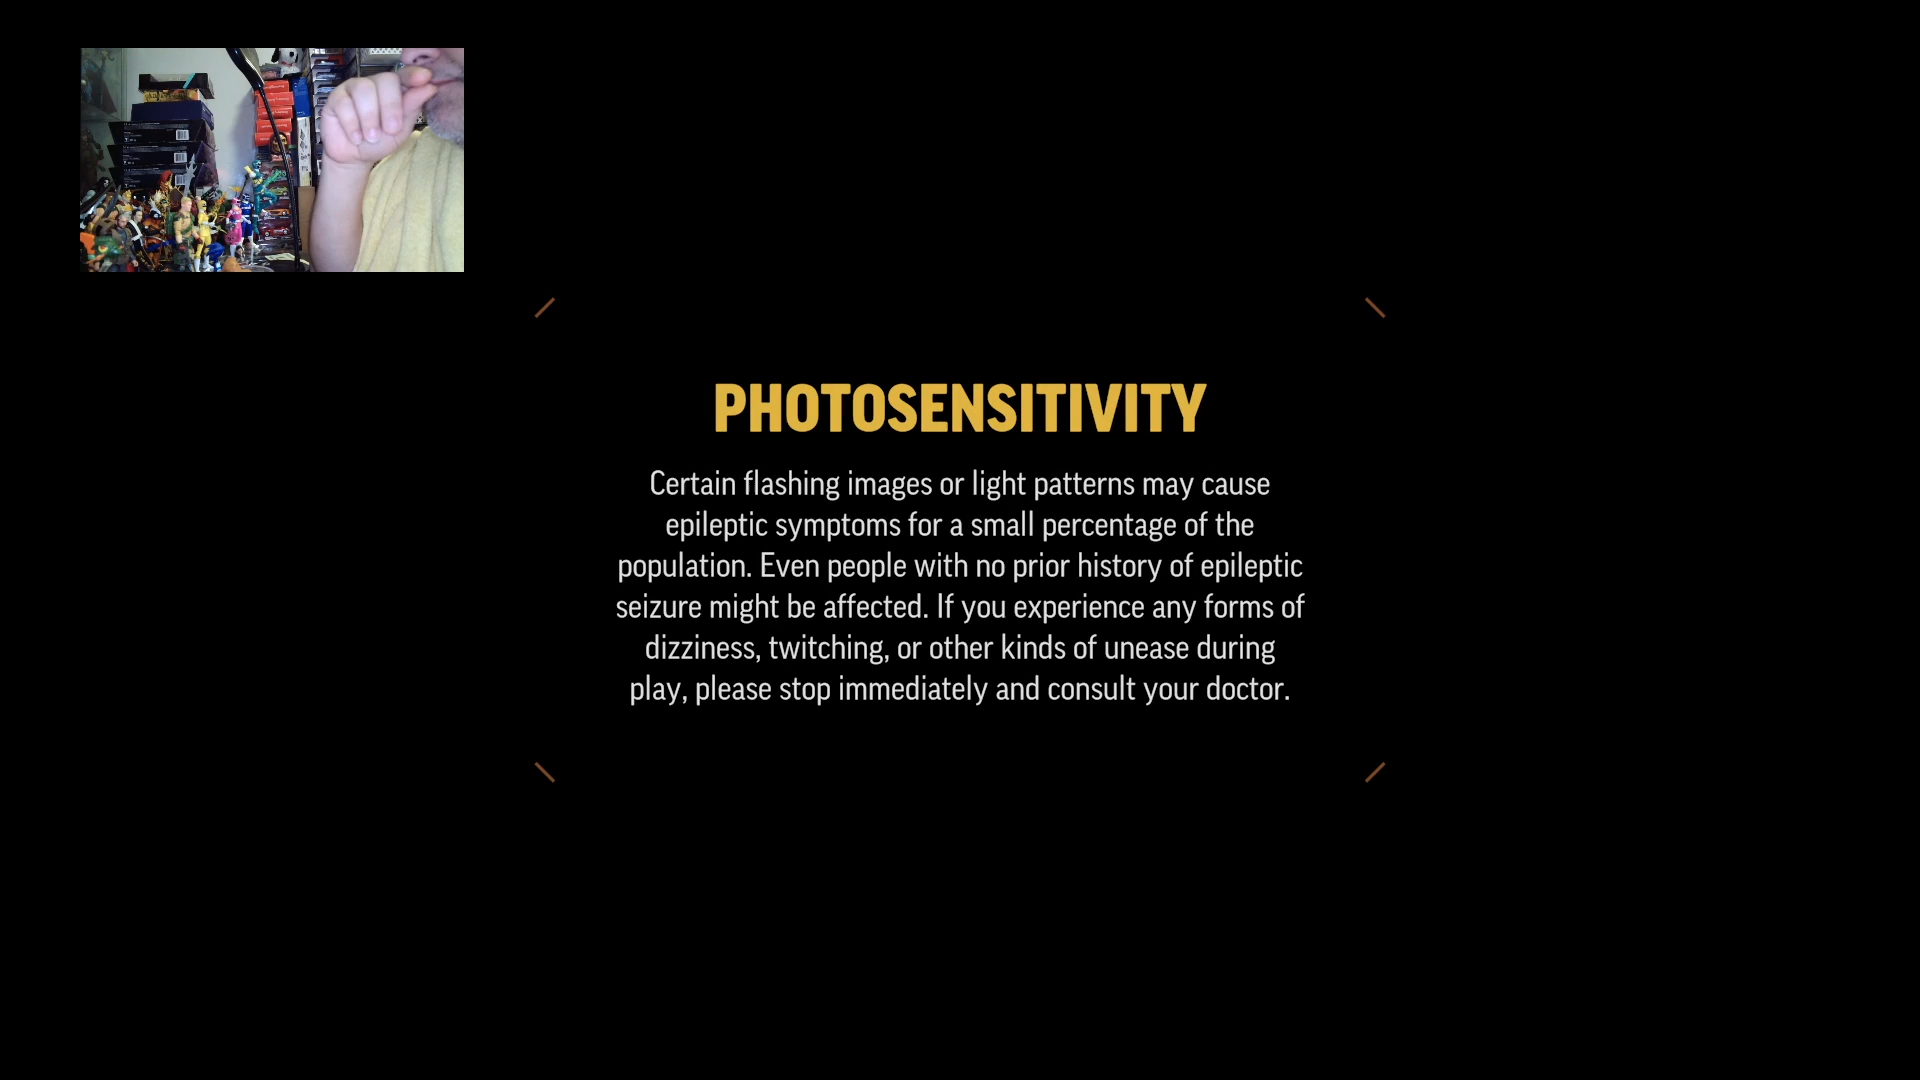 PHOTOSENSITIVITY
Certain flashing images or light patterns may cause
epileptic symptoms for a small percentage of the
population. Even people with no prior history of epileptic
seizure might be affected. If you experience any forms of
dizziness, twitching, or other kinds of unease during
play, please stop immediately and consult your doctor.